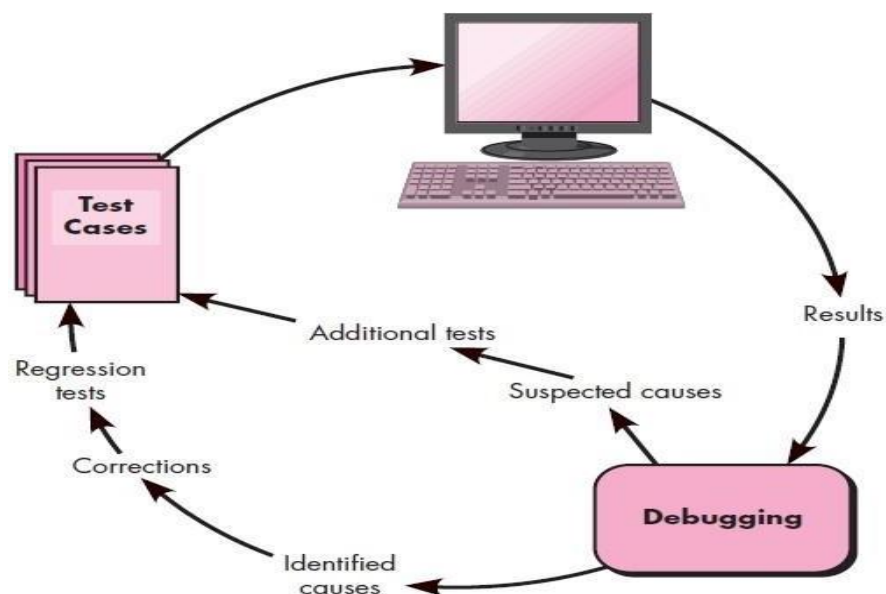 Test
Cases
Results
Additional tests
Suspected causes
Regression
tests
Corrections
Debugging
Identified
causes